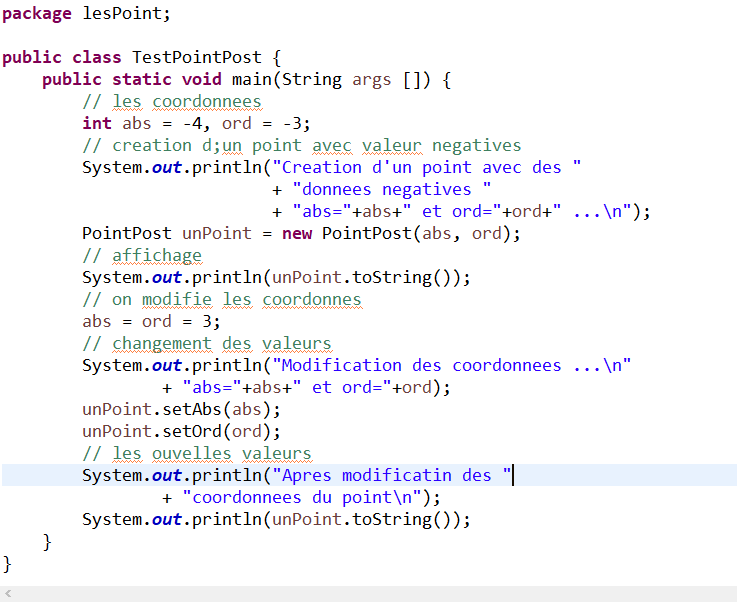 package lesPoint;
public class TestPointPost {
public static void main(String args []) {
// les coordonnees
int abs = -4, ord = -3;
// creation d;un point avec valeur negatives
System.out.println("Creation d'un point avec des "
+ "donnees negatives "
+ "abs="+abs+" et ord="+ord+" ...\n");
PointPost unPoint = new PointPost(abs, ord);
// affichage
System.out.println(unPoint.toString());
// on modifie les coordonnes
abs = ord = 3;
// changement des valeurs
System.out.println("Modification des coordonnees ...\n"
+ "abs="+abs+" et ord="+ord);
unPoint.setAbs(abs);
unPoint.setOrd(ord);
// les ouvelles valeurs
System.out.println("Apres modificatin des "
+ "coordonnees du point\n");
System.out.println(unPoint.toString());
}
}